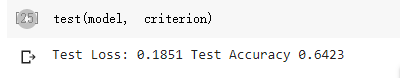 [25] test(model, criterion)
Test Loss: 0.1851 Test Accuracy 0.6423